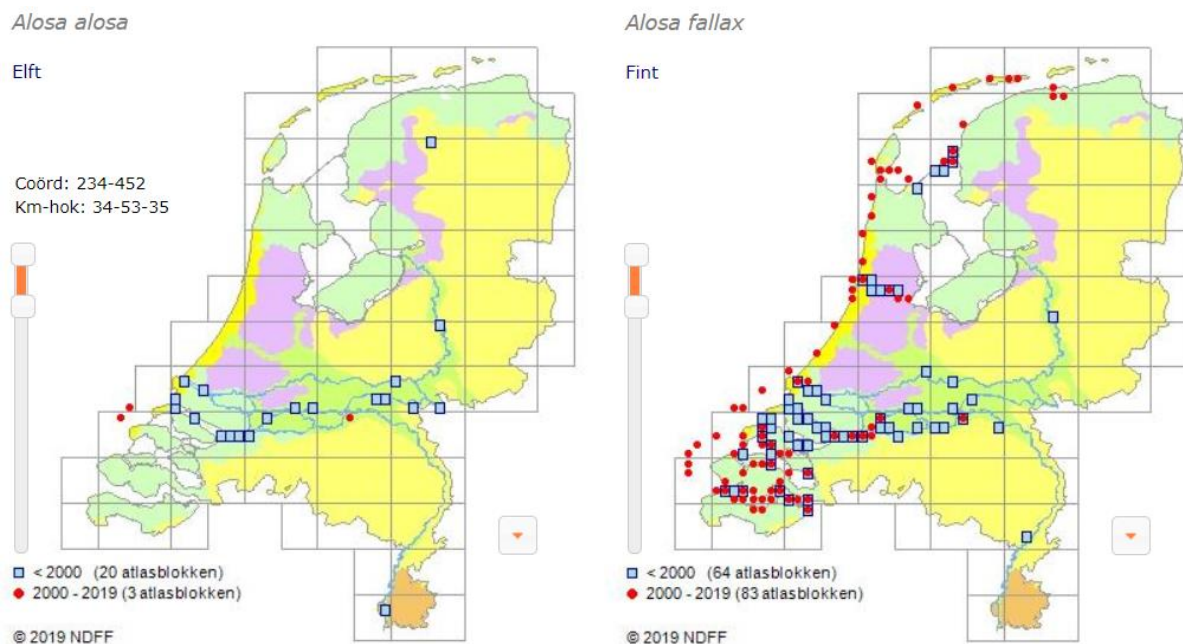 Alosa alosa
Elft
Coörd: 234-452
Km-hok: 34-53-35
< 2000 (20 atlasblokken)
2000 - 2019 (3 atlasblokken)
© 2019 NDFF
Alosa fallax
Fint
< 2000 (64 atlasblokken)
2000 - 2019 (83 atlasblokken)
© 2019 NDFF